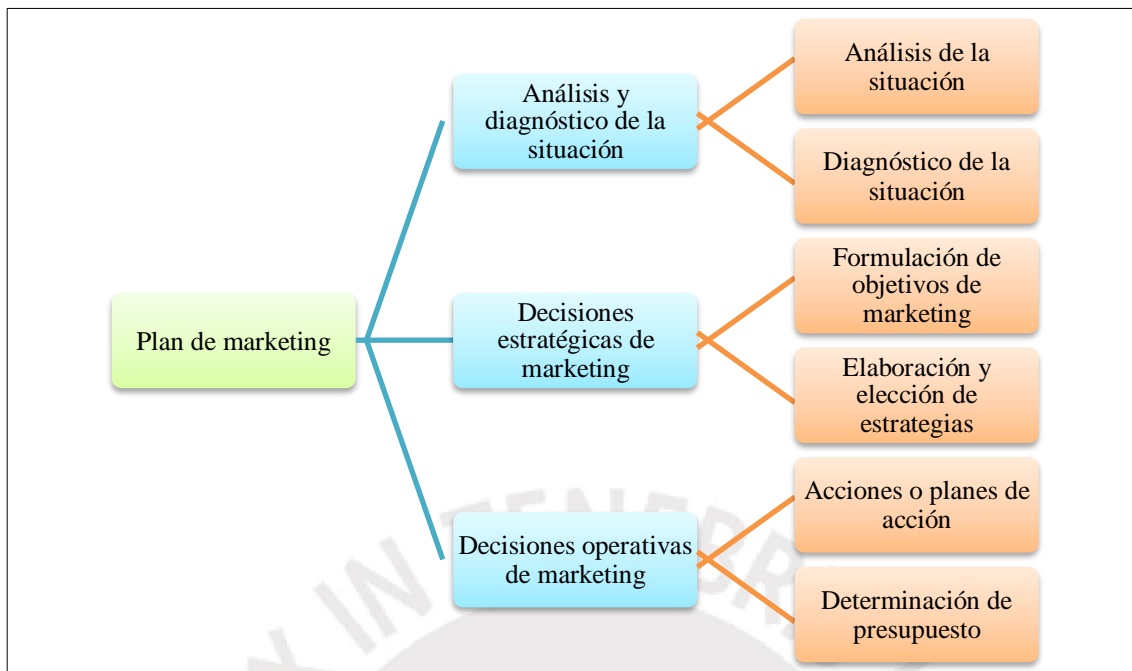 Plan de marketing
Análisis y
diagnóstico de la
situación
Análisis de la
situación
Diagnóstico de la
situación
Decisiones
estratégicas de
marketing
Formulación de
objetivos de
marketing
Elaboración y
elección de
estrategias
Decisiones operativas
de marketing
Acciones o planes de
acción
Determinación de
presupuesto
IN TENEBR